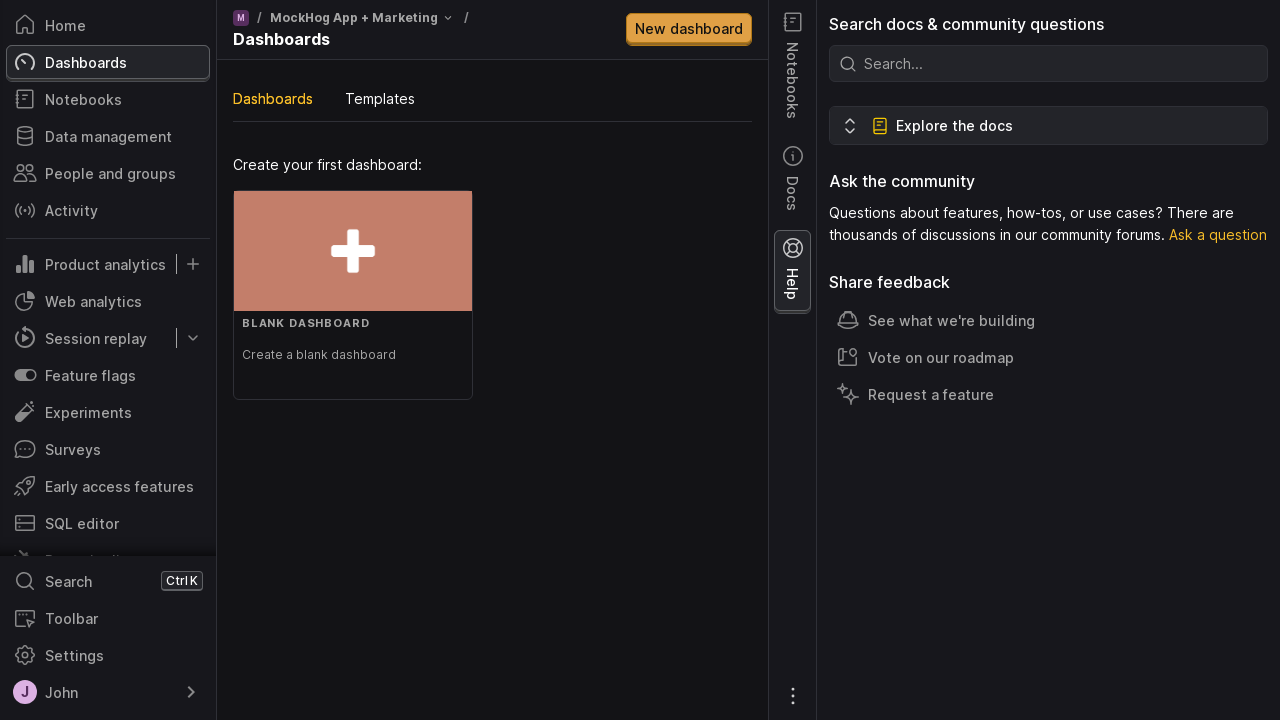 Home
Dashboards
Notebooks
Data management
People and groups
Activity
Product analytics
Web analytics
Session replay
Feature flags
Experiments
Surveys
Early access features
SQL editor
Search Ctrl K
Toolbar
Settings
J John
M / MockHog App + Marketing /
Dashboards
New dashboard
Dashboards Templates
Create your first dashboard:
BLANK DASHBOARD
Create a blank dashboard
Notebooks
Docs
Help
Search docs & community questions
Search...
Explore the docs
Ask the community
Questions about features, how-tos, or use cases? There are
thousands of discussions in our community forums. Ask a question
Share feedback
See what we're building
Vote on our roadmap
Request a feature